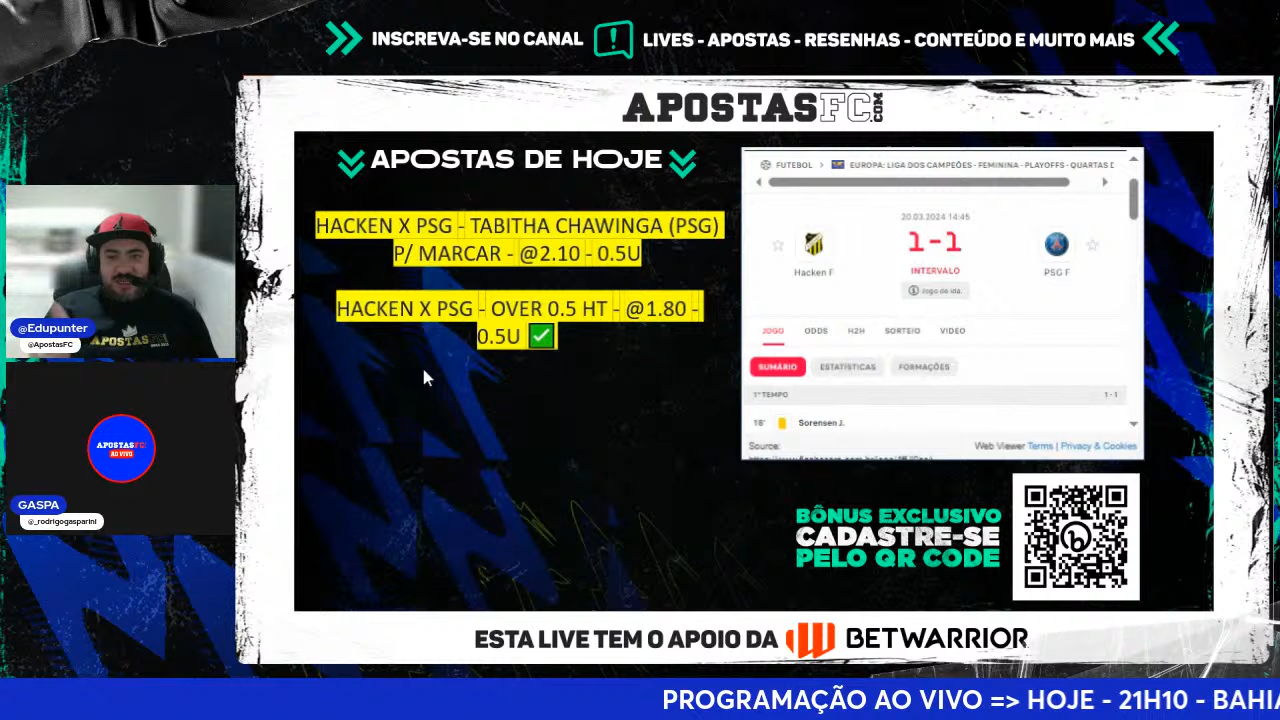 INSCREVA-SE NO CANAL
LIVES - APOSTAS - RESENHAS - CONTEÚDO E MUITO MAIS
APOSTASFC.COM
APOSTAS DE HOJE
HACKEN X PSG - TABITHA CHAWINGA (PSG)
P/ MARCAR - @2.10 - 0.5U
HACKEN X PSG - OVER 0.5 HT - @1.80 -
0.5U ✅
FUTEBOL > EUROPA: LIGA DOS CAMPEÕES - FEMININA - PLAYOFFS - QUARTAS D
20.03.2024 14:45
1-1
INTERVALO
Hacken F
PSG F
Jogo de ida.
JOGO ODDS H2H SORTEIO VIDEO
SUMÁRIO ESTATÍSTICAS FORMAÇÕES
1º TEMPO 1 - 1
Sorensen J.
Source:
Web Viewer Terms | Privacy & Cookies
@Edupunter
@ApostasFC
APOSTASFC
APOSTASFC
AO VIVO
GASPA
@_rodrigogasparini
BÔNUS EXCLUSIVO
CADASTRE-SE
PELO QR CODE
ESTA LIVE TEM O APOIO DA BETWARRIOR
PROGRAMAÇÃO AO VIVO => HOJE - 21H10 - BAHIA